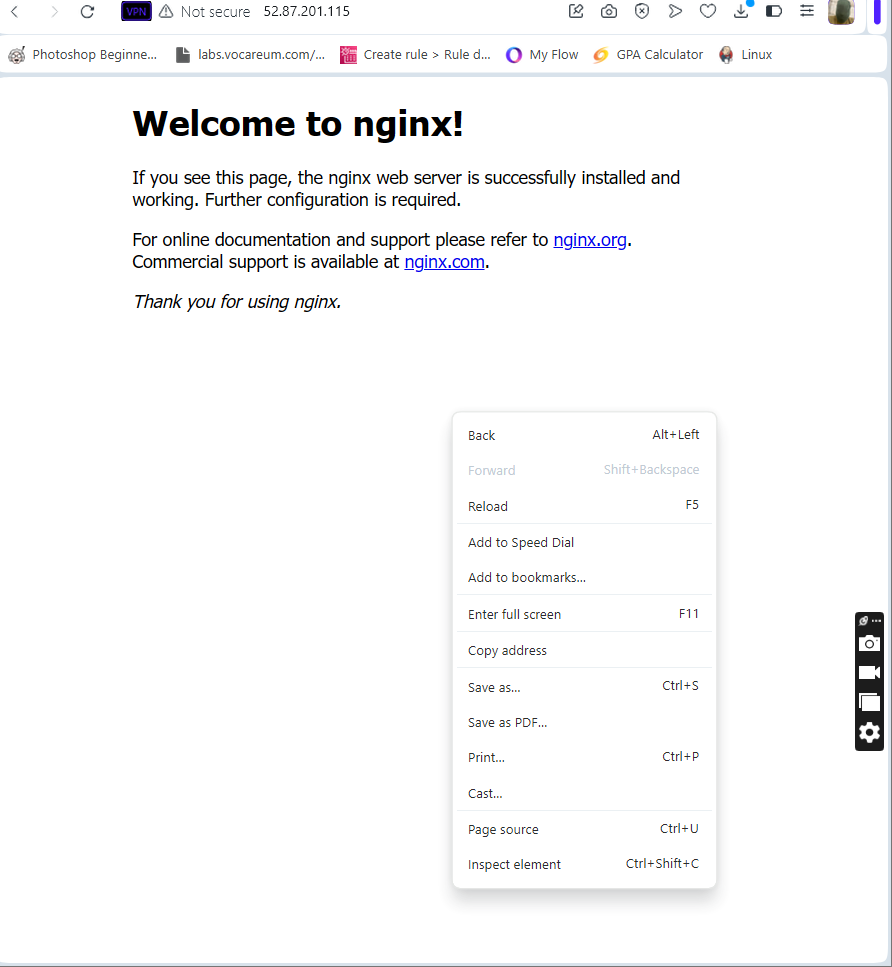 VPN Not secure 52.87.201.115
Photoshop Beginne... labs.vocareum.com/... Create rule > Rule d... My Flow GPA Calculator Linux
Welcome to nginx!
If you see this page, the nginx web server is successfully installed and
working. Further configuration is required.
For online documentation and support please refer to nginx.org.
Commercial support is available at nginx.com.
Thank you for using nginx.
Back Alt+Left
Forward Shift+Backspace
Reload F5
Add to Speed Dial
Add to bookmarks...
Enter full screen F11
Copy address
Save as... Ctrl+S
Save as PDF...
Print... Ctrl+P
Cast...
Page source Ctrl+U
Inspect element Ctrl+Shift+C